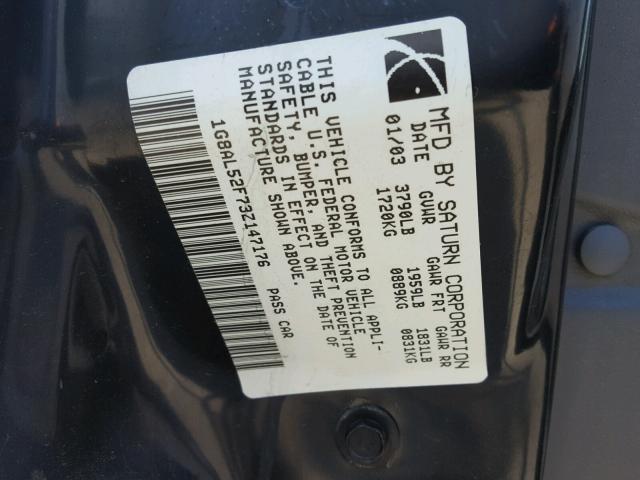 MFD BY SATURN CORPORATION
DATE GVWR GAWR FRT GAWR RR
01/03 3790LB 1959LB 1831LB
1720KG 0889KG 0831KG
THIS VEHICLE CONFORMS TO ALL APPLI-
CABLE U.S. FEDERAL MOTOR VEHICLE
SAFETY, BUMPER, AND THEFT PREVENTION
STANDARDS IN EFFECT ON THE DATE OF
MANUFACTURE SHOWN ABOVE.
1G8AL52F73Z147176 PASS CAR